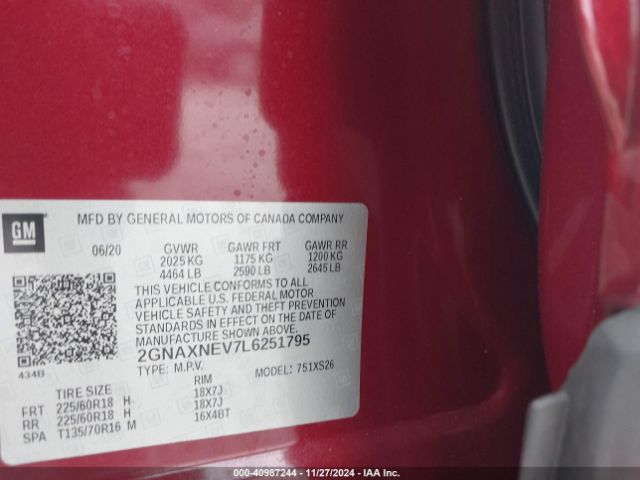 GM
MFD BY GENERAL MOTORS OF CANADA COMPANY
06/20 GVWR GAWR FRT GAWR RR
2025 KG 1175 KG 1200 KG
4464 LB 2590 LB 2645 LB
THIS VEHICLE CONFORMS TO ALL
APPLICABLE U.S. FEDERAL MOTOR
VEHICLE SAFETY AND THEFT PREVENTION
STANDARDS IN EFFECT ON THE DATE OF
MANUFACTURE SHOWN ABOVE.
2GNAXNEV7L6251795
434B TYPE: M.P.V. MODEL: 751XS26
TIRE SIZE RIM
FRT 225/60R18 H 18X7J
RR 225/60R18 H 18X7J
SPA T135/70R16 M 16X4BT
000-40987244 — 11/27/2024 — IAA Inc.